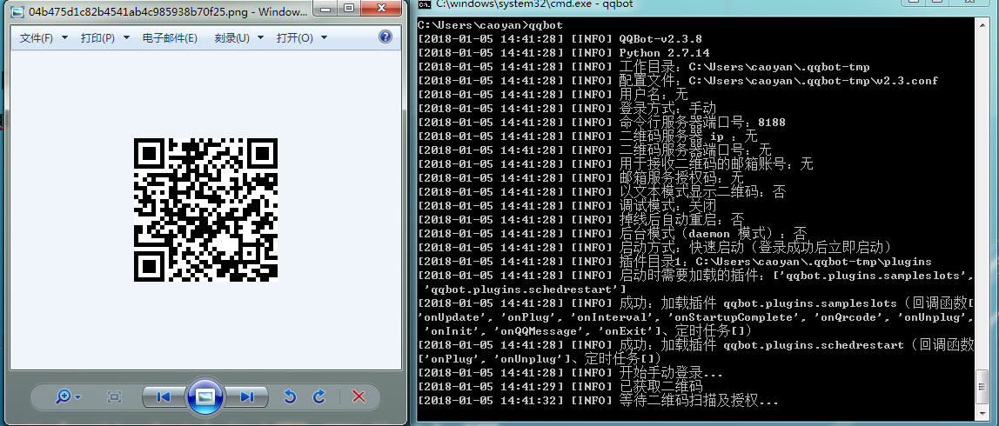 04b475d1c82b4541ab4c985938b70f25.png - Window...
文件(F) 打印(P) 电子邮件(E) 刻录(U) 打开(O)
C:\windows\system32\cmd.exe - qqbot
C:\Users\caoyan>qqbot
[2018-01-05 14:41:28] [INFO] QQBot-v2.3.8
[2018-01-05 14:41:28] [INFO] Python 2.7.14
[2018-01-05 14:41:28] [INFO] 工作目录：C:\Users\caoyan\.qqbot-tmp
[2018-01-05 14:41:28] [INFO] 配置文件：C:\Users\caoyan\.qqbot-tmp\v2.3.conf
[2018-01-05 14:41:28] [INFO] 用户名：无
[2018-01-05 14:41:28] [INFO] 登录方式：手动
[2018-01-05 14:41:28] [INFO] 命令行服务器端口号：8188
[2018-01-05 14:41:28] [INFO] 二维码服务器 ip ：无
[2018-01-05 14:41:28] [INFO] 二维码服务器端口号：无
[2018-01-05 14:41:28] [INFO] 用于接收二维码的邮箱账号：无
[2018-01-05 14:41:28] [INFO] 邮箱服务授权码：无
[2018-01-05 14:41:28] [INFO] 以文本模式显示二维码：否
[2018-01-05 14:41:28] [INFO] 调试模式：关闭
[2018-01-05 14:41:28] [INFO] 掉线后自动重启：否
[2018-01-05 14:41:28] [INFO] 后台模式（daemon 模式）：否
[2018-01-05 14:41:28] [INFO] 启动方式：快速启动（登录成功后立即启动）
[2018-01-05 14:41:28] [INFO] 插件目录1：C:\Users\caoyan\.qqbot-tmp\plugins
[2018-01-05 14:41:28] [INFO] 启动时需要加载的插件：['qqbot.plugins.sampleslots',
'qqbot.plugins.schedrestart']
[2018-01-05 14:41:28] [INFO] 成功：加载插件 qqbot.plugins.sampleslots（回调函数[
'onUpdate', 'onPlug', 'onInterval', 'onStartupComplete', 'onQrcode', 'onUnplug',
'onInit', 'onQQMessage', 'onExit']、定时任务[]）
[2018-01-05 14:41:28] [INFO] 成功：加载插件 qqbot.plugins.schedrestart（回调函数
['onPlug', 'onUnplug']、定时任务[]）
[2018-01-05 14:41:28] [INFO] 开始手动登录...
[2018-01-05 14:41:29] [INFO] 已获取二维码
[2018-01-05 14:41:32] [INFO] 等待二维码扫描及授权...